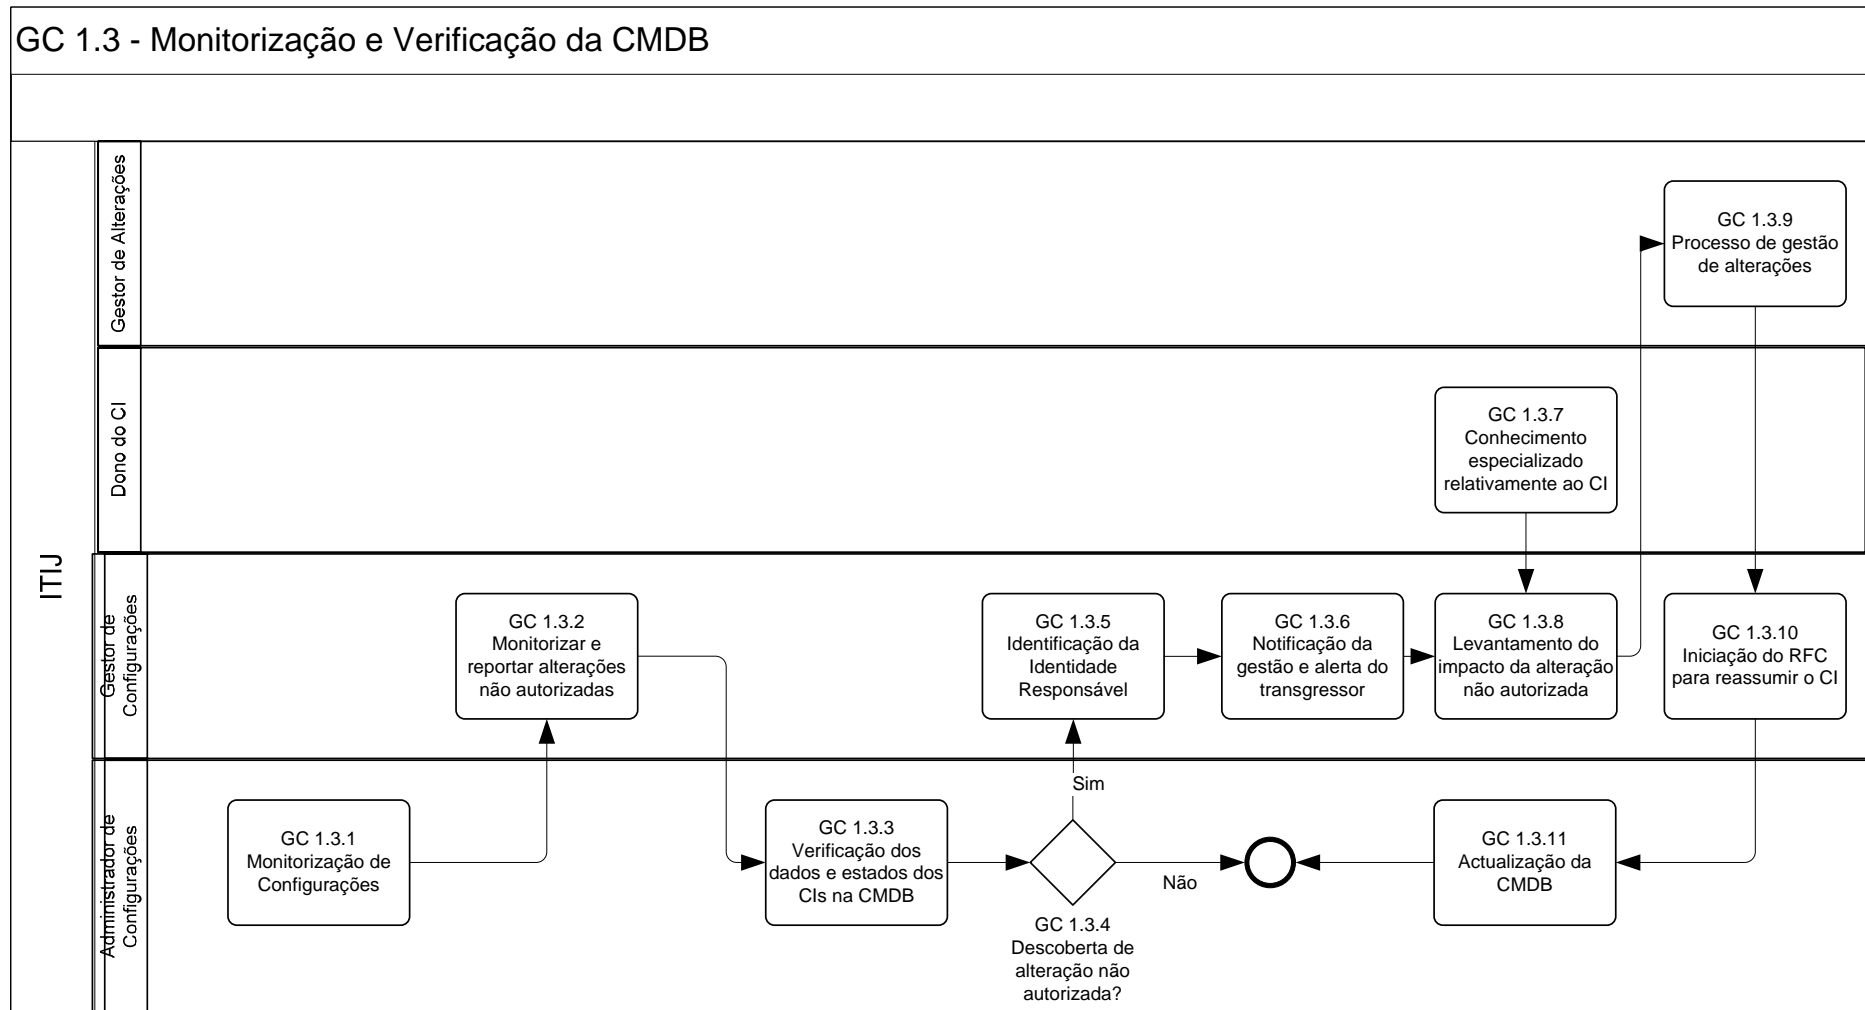 GC 1.3 - Monitorização e Verificação da CMDB
ITIJ
Gestor de Alterações
GC 1.3.9
Processo de gestão
de alterações
Dono do CI
GC 1.3.7
Conhecimento
especializado
relativamente ao CI
Gestor de
Configurações
GC 1.3.2
Monitorizar e
reportar alterações
não autorizadas
GC 1.3.5
Identificação da
Identidade
Responsável
GC 1.3.6
Notificação da
gestão e alerta do
transgressor
GC 1.3.8
Levantamento do
impacto da alteração
não autorizada
GC 1.3.10
Iniciação do RFC
para reassumir o CI
Administrador de
Configurações
GC 1.3.1
Monitorização de
Configurações
GC 1.3.3
Verificação dos
dados e estados dos
CIs na CMDB
Sim
Não
GC 1.3.4
Descoberta de
alteração não
autorizada?
GC 1.3.11
Actualização da
CMDB